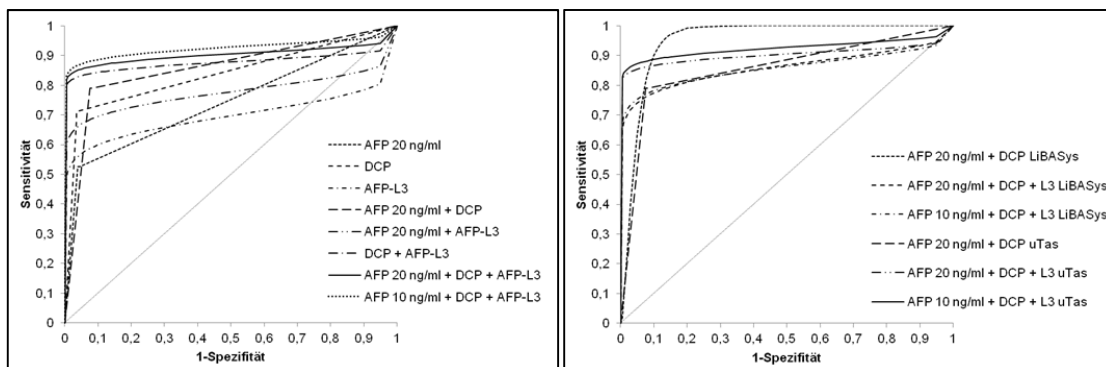 1
0,9
0,8
0,7
0,6
0,5
0,4
0,3
0,2
0,1
0
Sensitivität
0 0,1 0,2 0,3 0,4 0,5 0,6 0,7 0,8 0,9 1
1-Spezifität
AFP 20 ng/ml
DCP
AFP-L3
AFP 20 ng/ml + DCP
AFP 20 ng/ml + AFP-L3
DCP + AFP-L3
AFP 20 ng/ml + DCP + AFP-L3
AFP 10 ng/ml + DCP + AFP-L3
1
0,9
0,8
0,7
0,6
0,5
0,4
0,3
0,2
0,1
0
Sensitivität
0 0,1 0,2 0,3 0,4 0,5 0,6 0,7 0,8 0,9 1
1-Spezifität
AFP 20 ng/ml + DCP LiBASys
AFP 20 ng/ml + DCP + L3 LiBASys
AFP 10 ng/ml + DCP + L3 LiBASys
AFP 20 ng/ml + DCP uTas
AFP 20 ng/ml + DCP + L3 uTas
AFP 10 ng/ml + DCP + L3 uTas